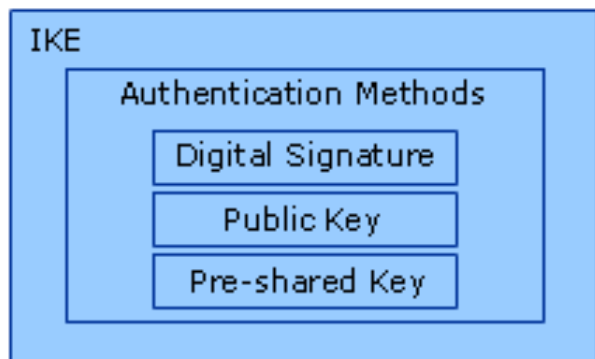 IKE
Authentication Methods
Digital Signature
Public Key
Pre-shared Key